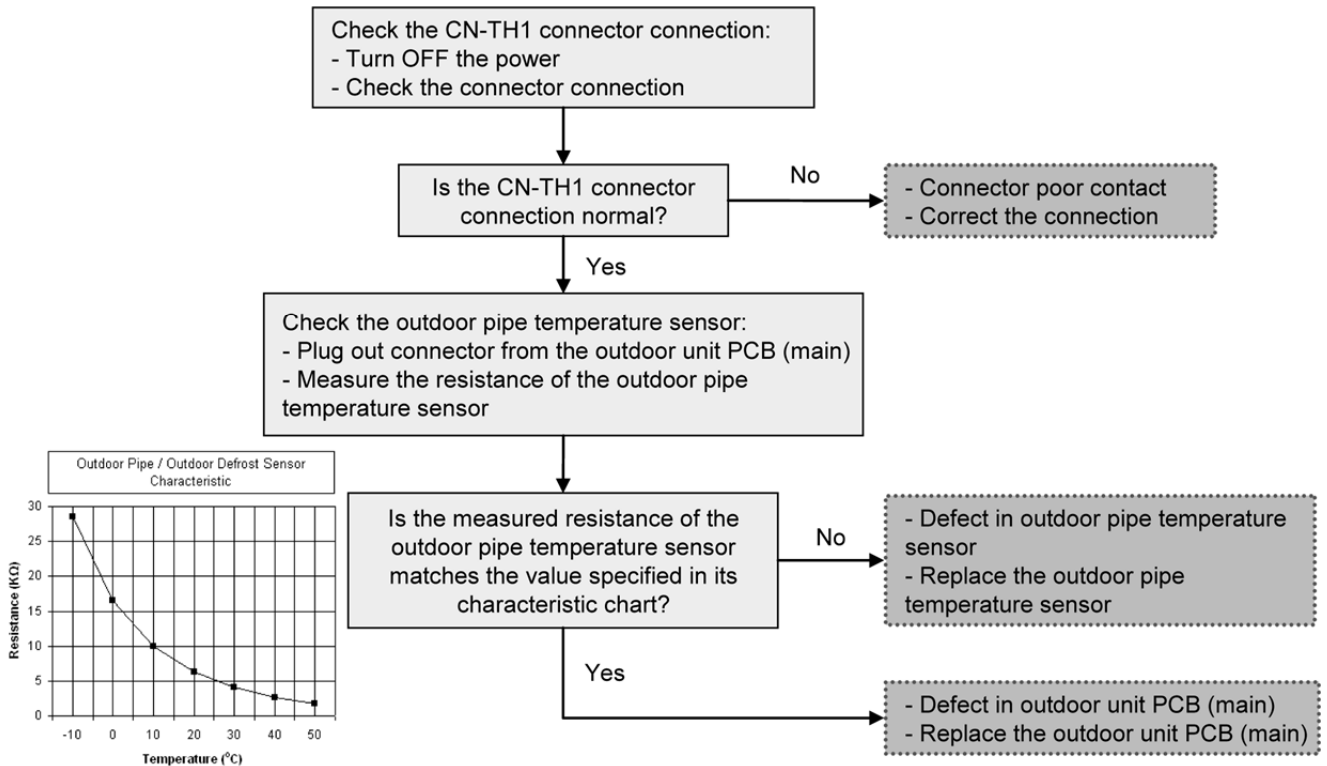 Check the CN-TH1 connector connection:
- Turn OFF the power
- Check the connector connection
Is the CN-TH1 connector
connection normal?
No
- Connector poor contact
- Correct the connection
Yes
Check the outdoor pipe temperature sensor:
- Plug out connector from the outdoor unit PCB (main)
- Measure the resistance of the outdoor pipe
temperature sensor
Outdoor Pipe / Outdoor Defrost Sensor
Characteristic
Resistance (KΩ)
30
25
20
15
10
5
0
-10 0 10 20 30 40 50
Temperature (°C)
Is the measured resistance of the
outdoor pipe temperature sensor
matches the value specified in its
characteristic chart?
No
- Defect in outdoor pipe temperature
sensor
- Replace the outdoor pipe
temperature sensor
Yes
- Defect in outdoor unit PCB (main)
- Replace the outdoor unit PCB (main)